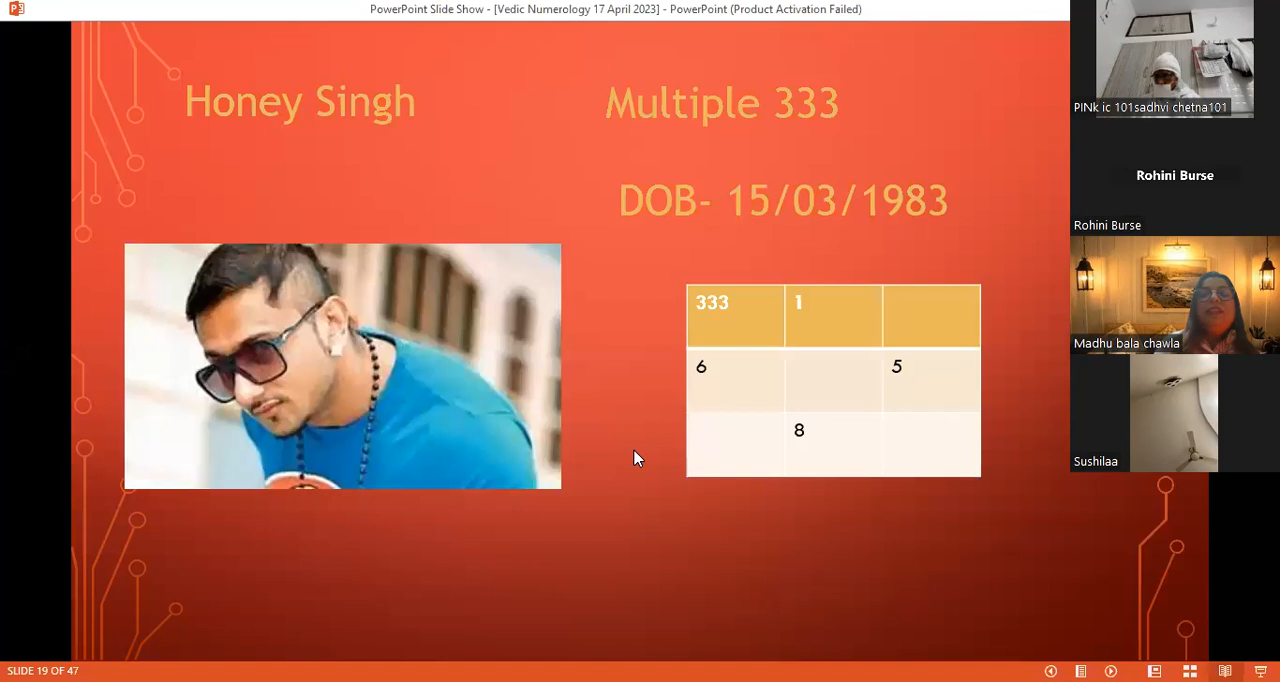 PowerPoint Slide Show - [Vedic Numerology 17 April 2023] - PowerPoint (Product Activation Failed)
Honey Singh
Multiple 333
DOB- 15/03/1983
333 1
6 5
8
PINk ic 101sadhvi chetna101
Rohini Burse
Rohini Burse
Madhu bala chawla
Sushilaa
SLIDE 19 OF 47